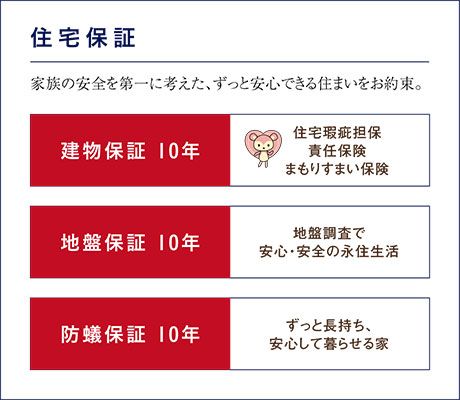 住宅保証
家族の安全を第一に考えた、ずっと安心できる住まいをお約束。
建物保証 10年
住宅瑕疵担保
責任保険
まもりすまい保険
地盤保証 10年
地盤調査で
安心・安全の永住生活
防蟻保証 10年
ずっと長持ち、
安心して暮らせる家